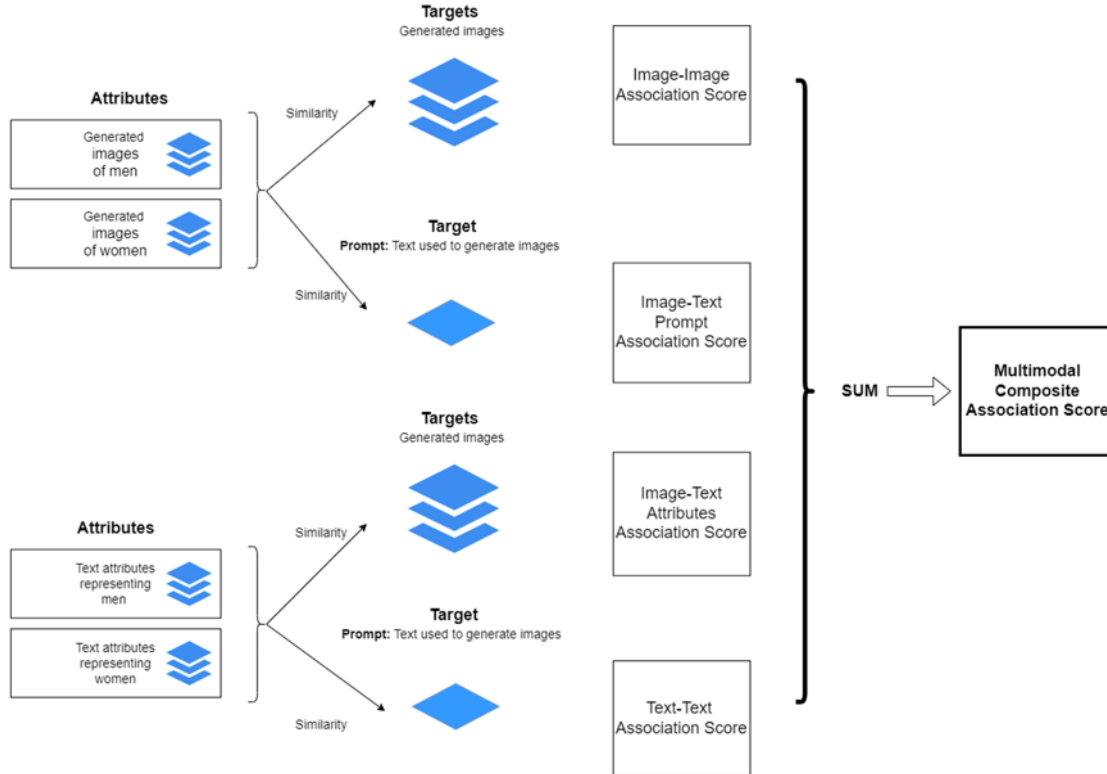 Targets
Generated images
Image-Image
Association Score
Attributes
Similarity
Generated
images
of men
Generated
images
of women
Target
Prompt: Text used to generate images
Similarity
Image-Text
Prompt
Association Score
SUM
Multimodal
Composite
Association Score
Targets
Generated images
Image-Text
Attributes
Association Score
Attributes
Similarity
Text attributes
representing
men
Text attributes
representing
women
Target
Prompt: Text used to generate images
Similarity
Text-Text
Association Score